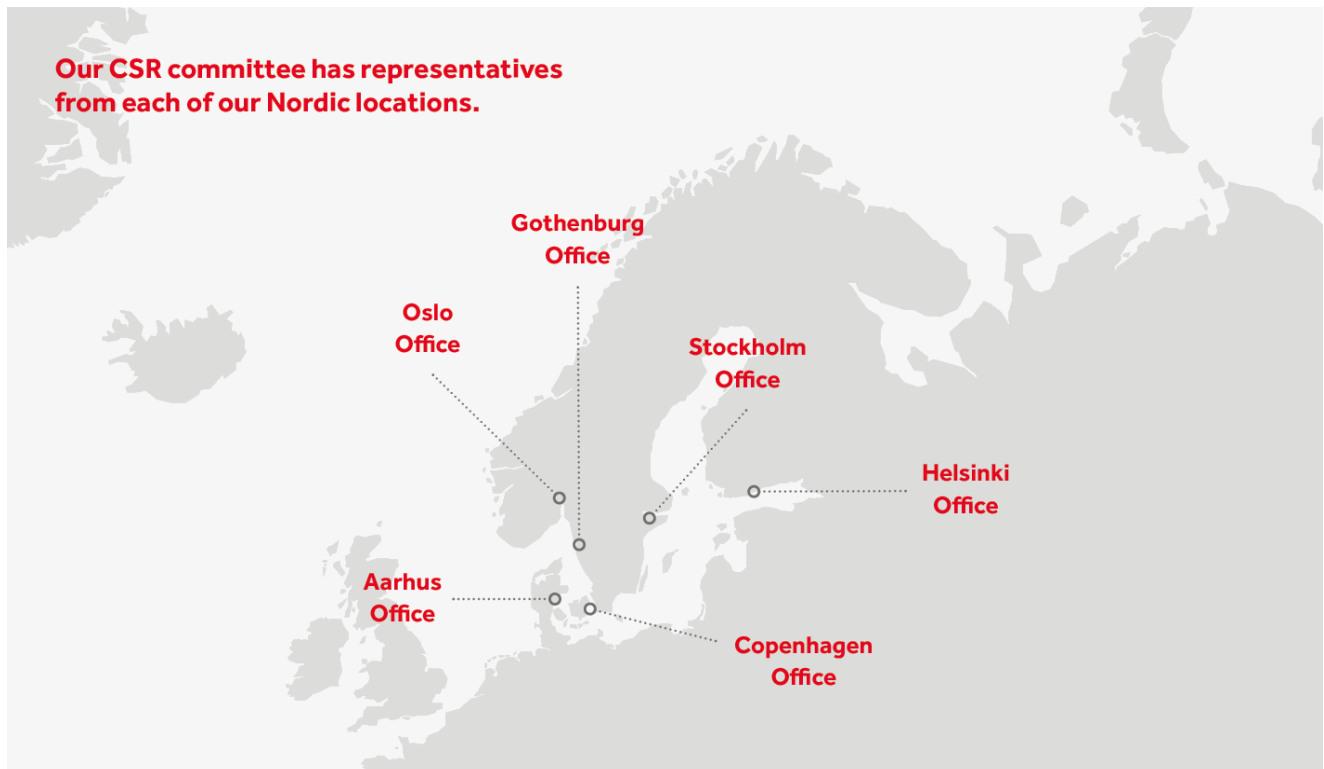 Our CSR committee has representatives
from each of our Nordic locations.
Gothenburg
Office
Oslo
Office
Stockholm
Office
Helsinki
Office
Aarhus
Office
Copenhagen
Office